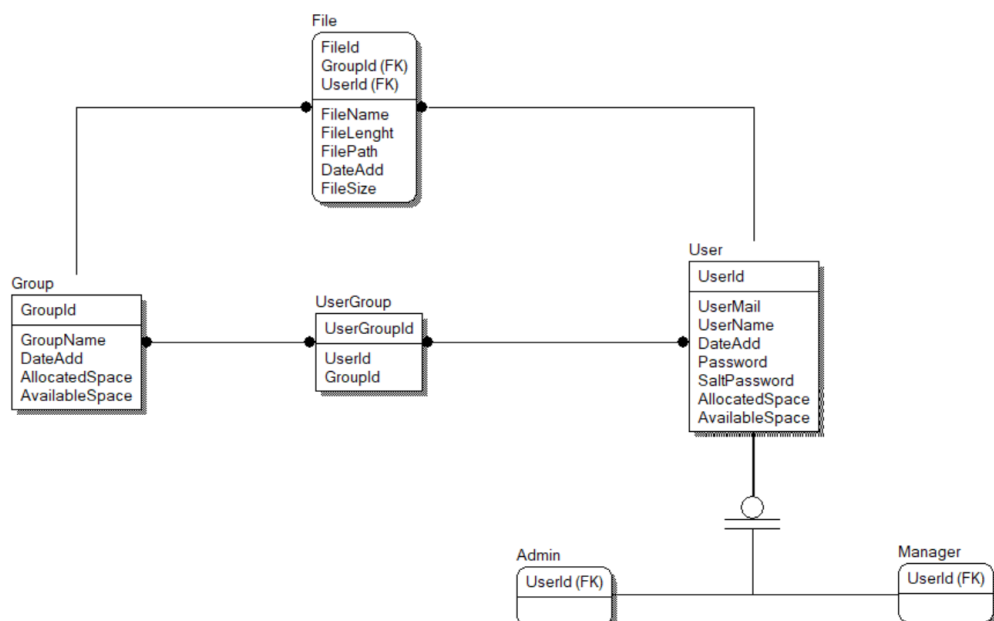 File
FileId
GroupId (FK)
UserId (FK)
FileName
FileLenght
FilePath
DateAdd
FileSize
Group
GroupId
GroupName
DateAdd
AllocatedSpace
AvailableSpace
UserGroup
UserGroupId
UserId
GroupId
User
UserId
UserMail
UserName
DateAdd
Password
SaltPassword
AllocatedSpace
AvailableSpace
Admin
UserId (FK)
Manager
UserId (FK)